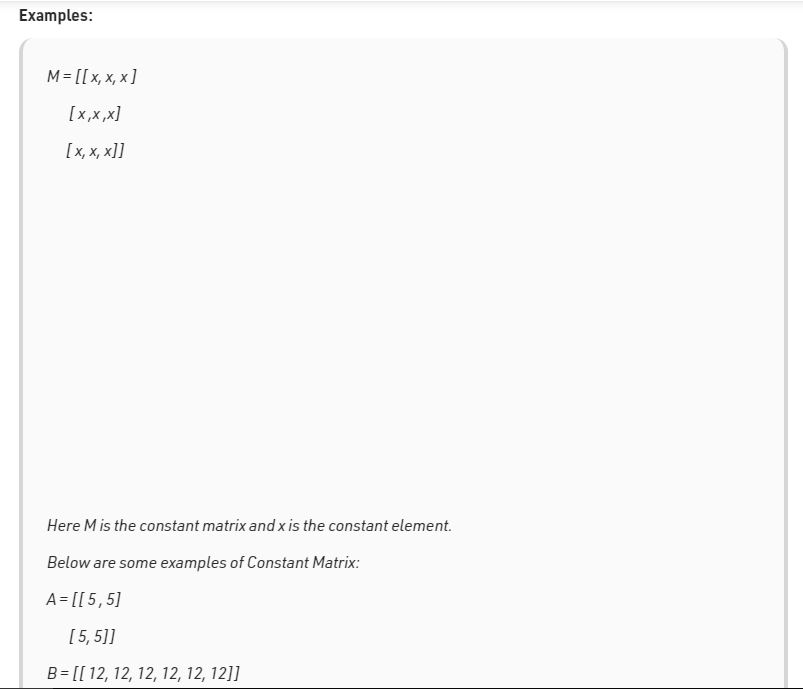 Examples:
M = [[ x, x, x ]
[ x ,x ,x]
[ x, x, x]]
Here M is the constant matrix and x is the constant element.
Below are some examples of Constant Matrix:
A = [[ 5 , 5]
[ 5, 5]]
B = [[ 12, 12, 12, 12, 12, 12]]